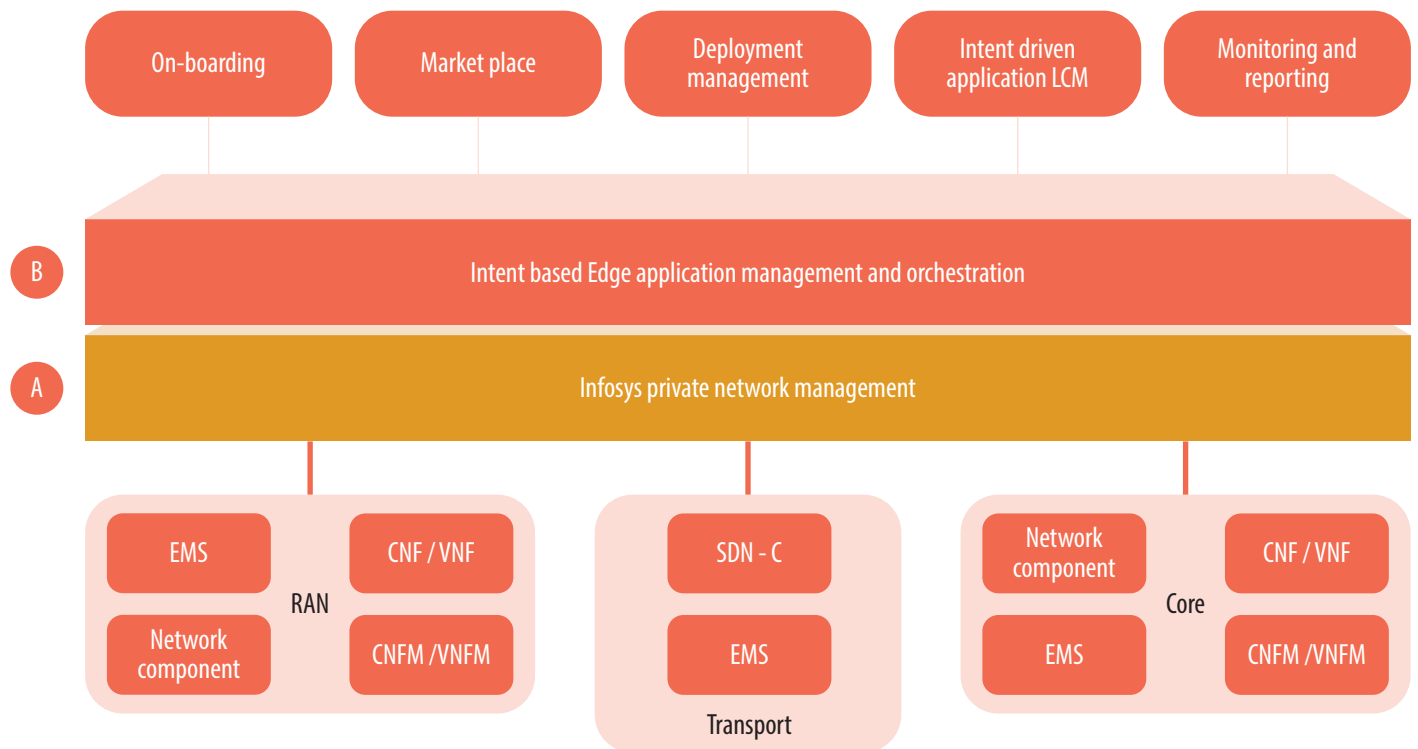 On-boarding
Market place
Deployment
management
Intent driven
application LCM
Monitoring and
reporting
B
Intent based Edge application management and orchestration
A
Infosys private network management
EMS
CNF / VNF
RAN
Network
component
CNFM /VNFM
SDN - C
EMS
Transport
Network
component
CNF / VNF
Core
EMS
CNFM /VNFM